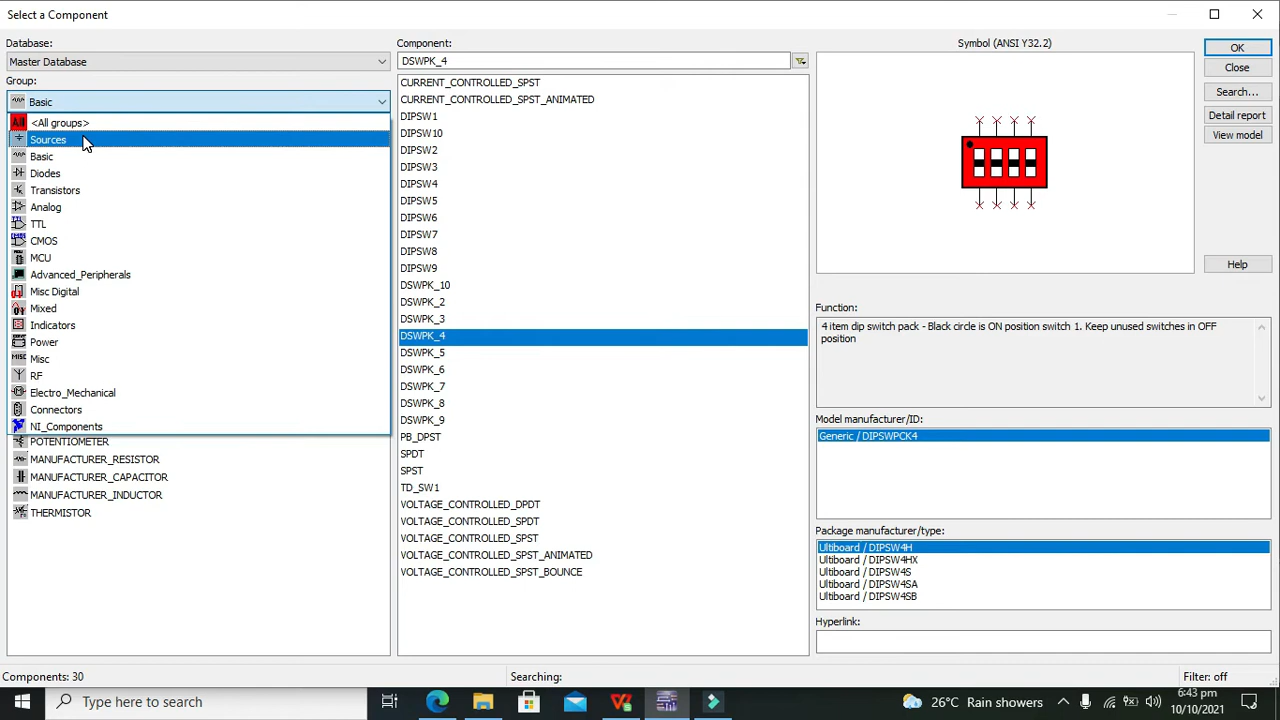 Select a Component
Database:
Master Database
Group:
Basic
All <All groups>
Sources
Basic
Diodes
Transistors
Analog
TTL
CMOS
MCU
Advanced_Peripherals
Misc Digital
Mixed
Indicators
Power
MISC Misc
RF
Electro_Mechanical
Connectors
NI_Components
POTENTIOMETER
MANUFACTURER_RESISTOR
MANUFACTURER_CAPACITOR
MANUFACTURER_INDUCTOR
THERMISTOR
Component:
DSWPK_4
CURRENT_CONTROLLED_SPST
CURRENT_CONTROLLED_SPST_ANIMATED
DIPSW1
DIPSW10
DIPSW2
DIPSW3
DIPSW4
DIPSW5
DIPSW6
DIPSW7
DIPSW8
DIPSW9
DSWPK_10
DSWPK_2
DSWPK_3
DSWPK_4
DSWPK_5
DSWPK_6
DSWPK_7
DSWPK_8
DSWPK_9
PB_DPST
SPDT
SPST
TD_SW1
VOLTAGE_CONTROLLED_DPDT
VOLTAGE_CONTROLLED_SPDT
VOLTAGE_CONTROLLED_SPST
VOLTAGE_CONTROLLED_SPST_ANIMATED
VOLTAGE_CONTROLLED_SPST_BOUNCE
Symbol (ANSI Y32.2)
OK
Close
Search...
Detail report
View model
Help
Function:
4 item dip switch pack - Black circle is ON position switch 1. Keep unused switches in OFF
position
Model manufacturer/ID:
Generic / DIPSWPCK4
Package manufacturer/type:
Ultiboard / DIPSW4H
Ultiboard / DIPSW4HX
Ultiboard / DIPSW4S
Ultiboard / DIPSW4SA
Ultiboard / DIPSW4SB
Hyperlink:
Components: 30
Searching:
Filter: off
Type here to search
26°C Rain showers
6:43 pm
10/10/2021